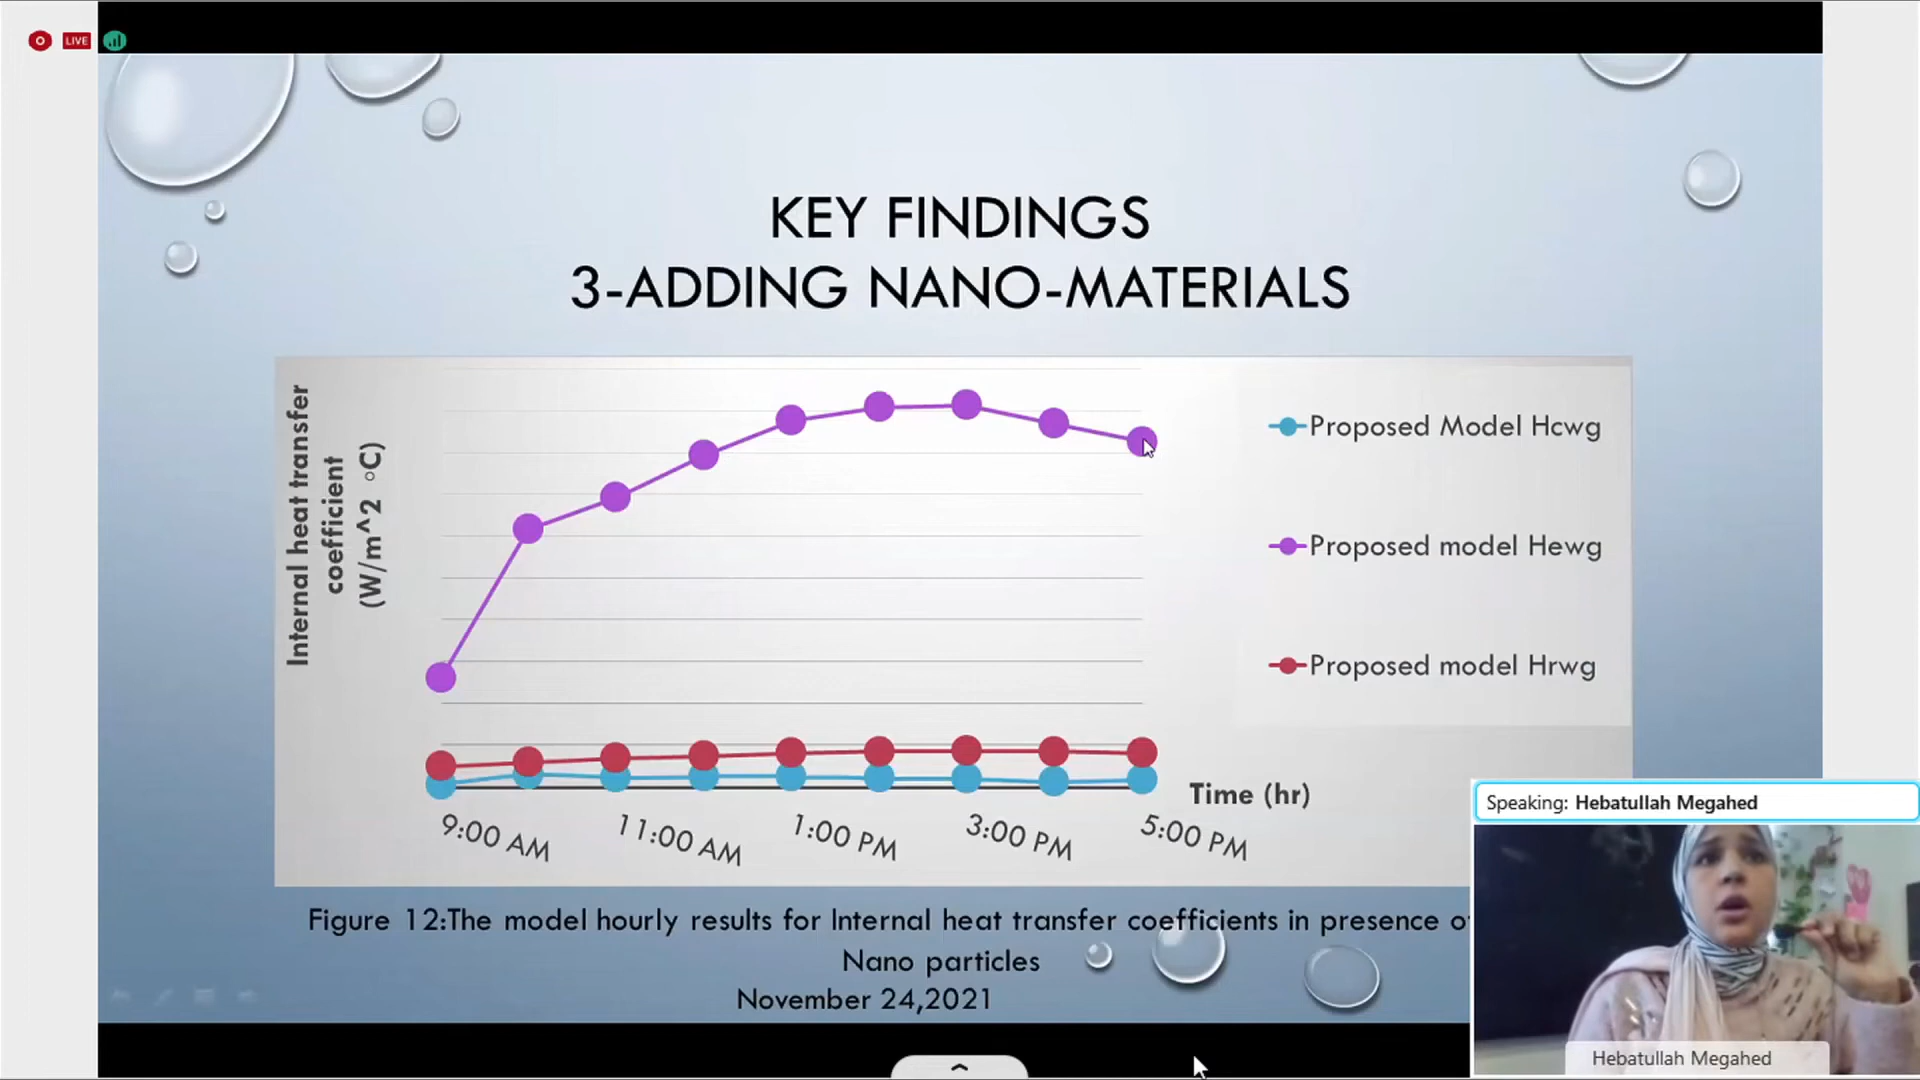 LIVE
KEY FINDINGS
3-ADDING NANO-MATERIALS
Internal heat transfer
coefficient
(W/m^2 °C)
Proposed Model Hcwg
Proposed model Hewg
Proposed model Hrwg
Time (hr)
9:00 AM
11:00 AM
1:00 PM
3:00 PM
5:00 PM
Speaking: Hebatullah Megahed
Figure 12:The model hourly results for Internal heat transfer coefficients in presence
Nano particles
November 24,2021
Hebatullah Megahed